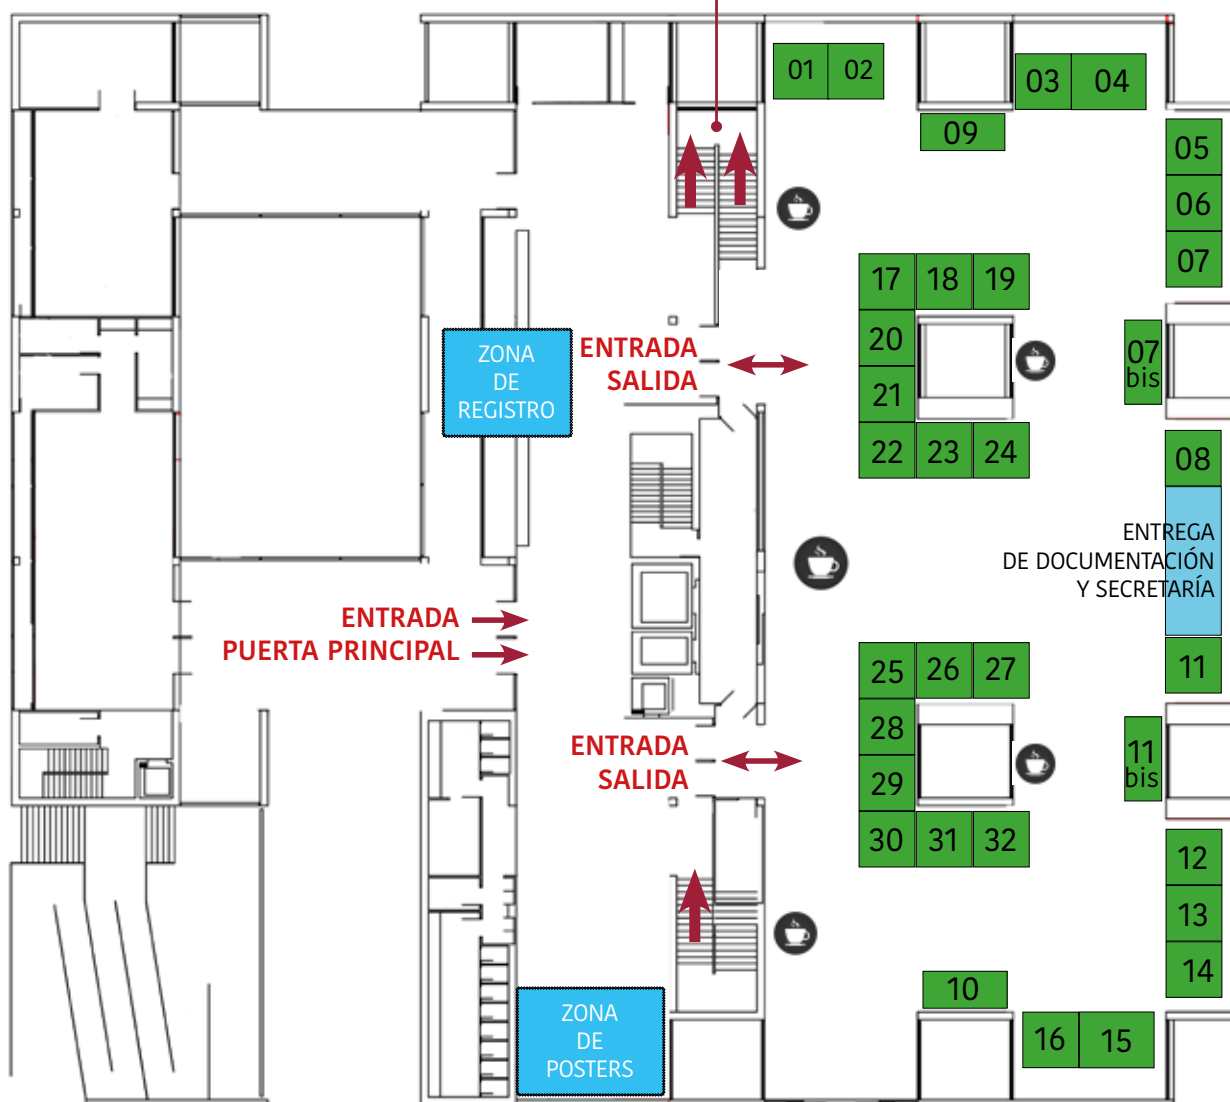 01 02
03 04
09
05
06
07
17 18 19
20
21
22 23 24
07
bis
ZONA
DE
REGISTRO
ENTRADA
SALIDA
08
ENTREGA
DE DOCUMENTACIÓN
Y SECRETARÍA
11
ENTRADA
PUERTA PRINCIPAL
25 26 27
28
29
30 31 32
ENTRADA
SALIDA
11
bis
12
13
14
10
16 15
ZONA
DE
POSTERS